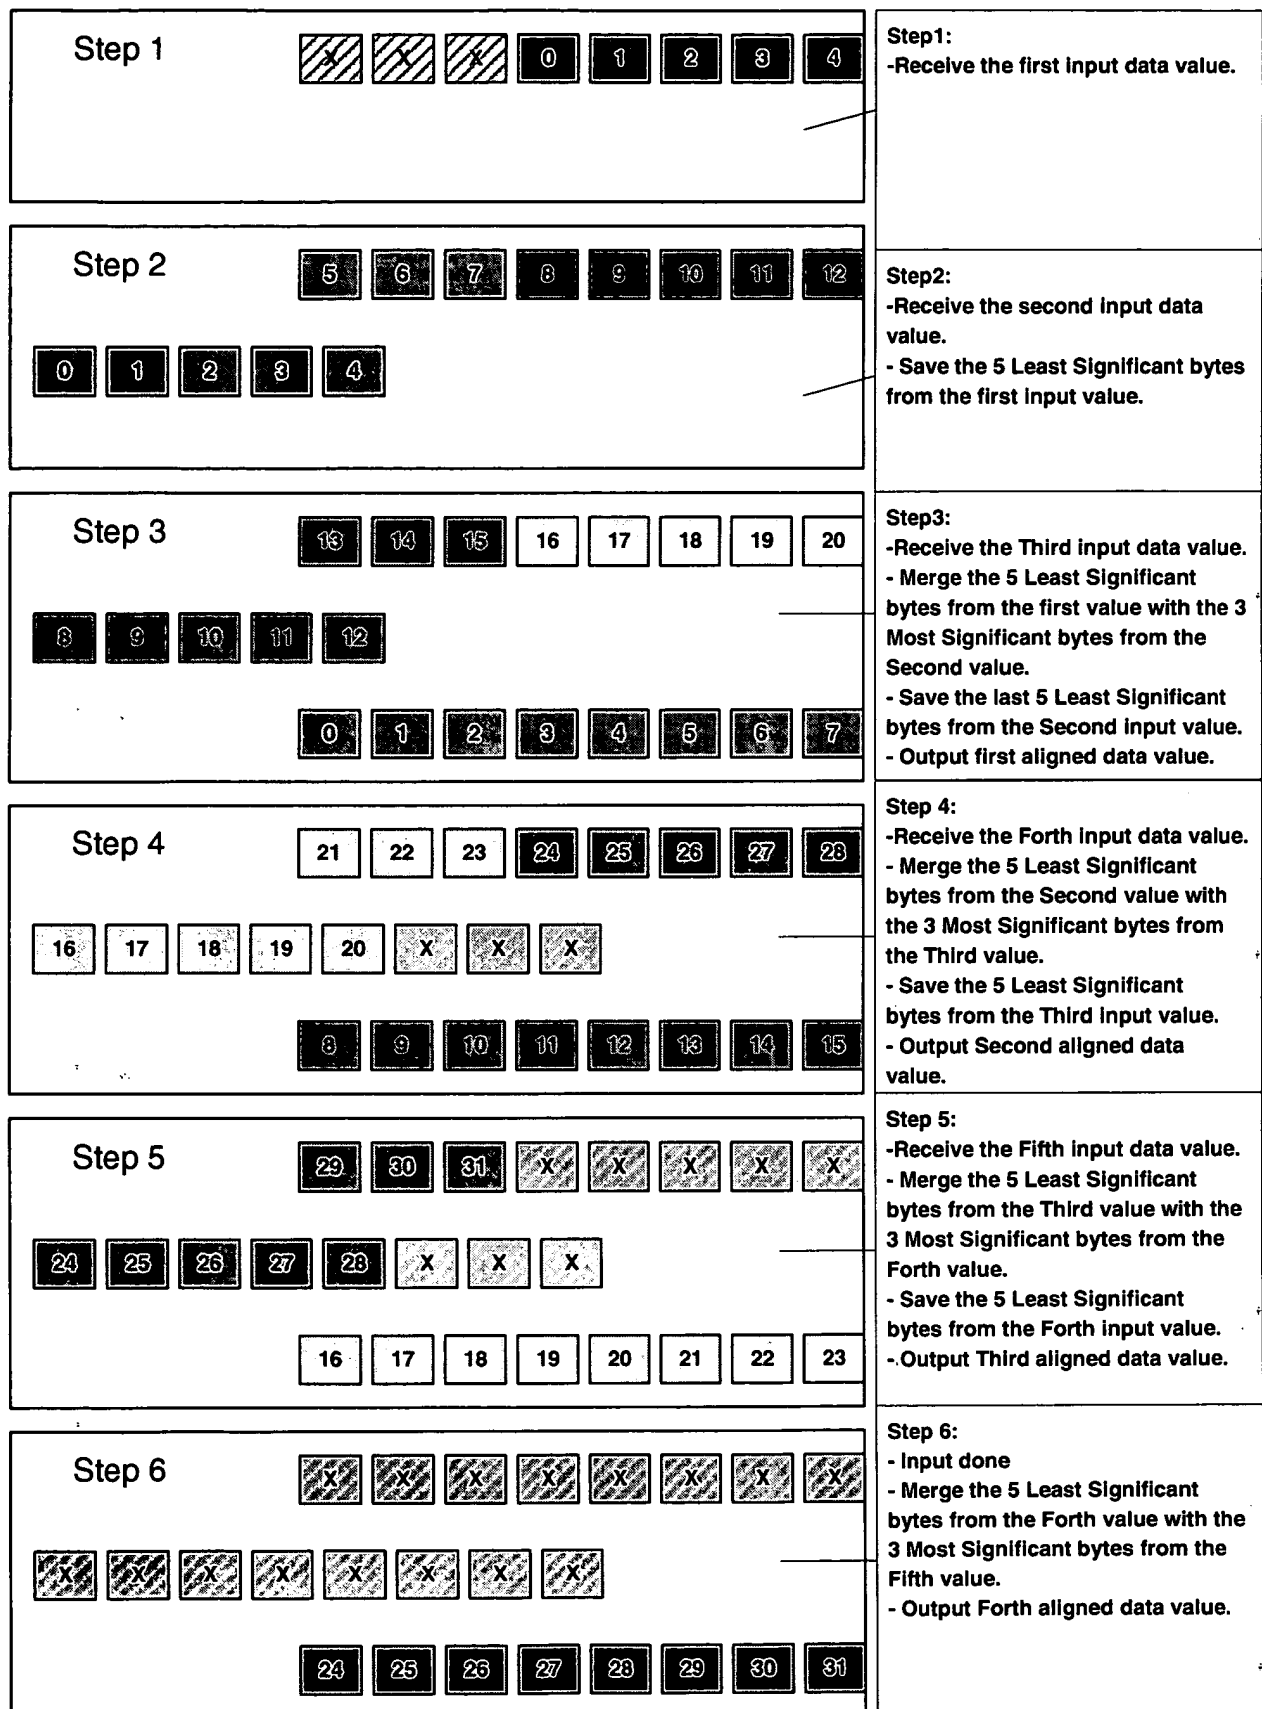 Step 1
X X X 0 1 2 3 4
Step1:
-Receive the first input data value.
Step 2
5 6 7 8 9 10 11 12
0 1 2 3 4
Step2:
-Receive the second input data
value.
- Save the 5 Least Significant bytes
from the first input value.
Step 3
13 14 15 16 17 18 19 20
8 9 10 11 12
0 1 2 3 4 5 6 7
Step3:
-Receive the Third input data value.
- Merge the 5 Least Significant
bytes from the first value with the 3
Most Significant bytes from the
Second value.
- Save the last 5 Least Significant
bytes from the Second input value.
- Output first aligned data value.
Step 4
21 22 23 24 25 26 27 28
16 17 18 19 20 X X X
8 9 10 11 12 13 14 15
Step 4:
-Receive the Forth input data value.
- Merge the 5 Least Significant
bytes from the Second value with
the 3 Most Significant bytes from
the Third value.
- Save the 5 Least Significant
bytes from the Third input value.
- Output Second aligned data
value.
Step 5
29 30 31 X X X X X
24 25 26 27 28 X X X
16 17 18 19 20 21 22 23
Step 5:
-Receive the Fifth input data value.
- Merge the 5 Least Significant
bytes from the Third value with the
3 Most Significant bytes from the
Forth value.
- Save the 5 Least Significant
bytes from the Forth input value.
- Output Third aligned data value.
Step 6
X X X X X X X X
X X X X X X X X
24 25 26 27 28 29 30 31
Step 6:
- Input done
- Merge the 5 Least Significant
bytes from the Forth value with the
3 Most Significant bytes from the
Fifth value.
- Output Forth aligned data value.